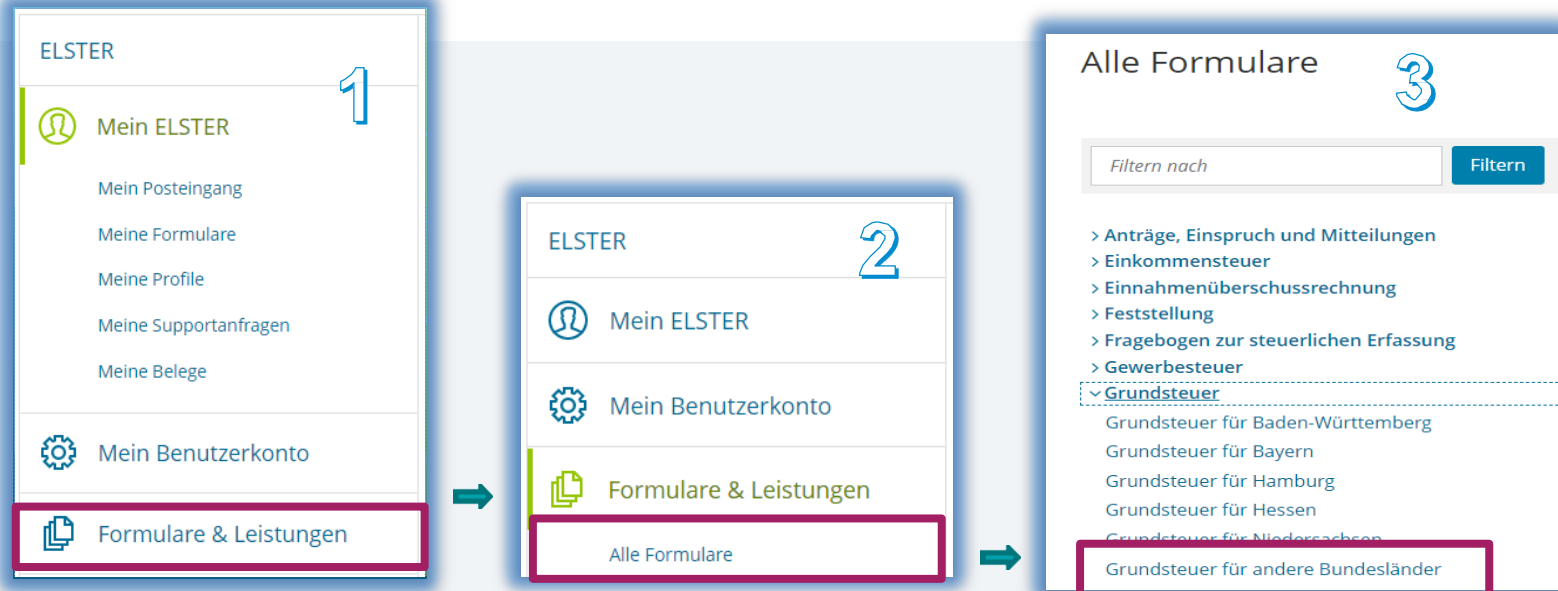 ELSTER
1
Mein ELSTER
Mein Posteingang
Meine Formulare
Meine Profile
Meine Supportanfragen
Meine Belege
Mein Benutzerkonto
Formulare & Leistungen
ELSTER
2
Mein ELSTER
Mein Benutzerkonto
Formulare & Leistungen
Alle Formulare
Alle Formulare
3
Filtern nach
Filtern
> Anträge, Einspruch und Mitteilungen
> Einkommensteuer
> Einnahmenüberschussrechnung
> Feststellung
> Fragebogen zur steuerlichen Erfassung
> Gewerbesteuer
Grundsteuer
Grundsteuer für Baden-Württemberg
Grundsteuer für Bayern
Grundsteuer für Hamburg
Grundsteuer für Hessen
Grundsteuer für Niedersachsen
Grundsteuer für andere Bundesländer